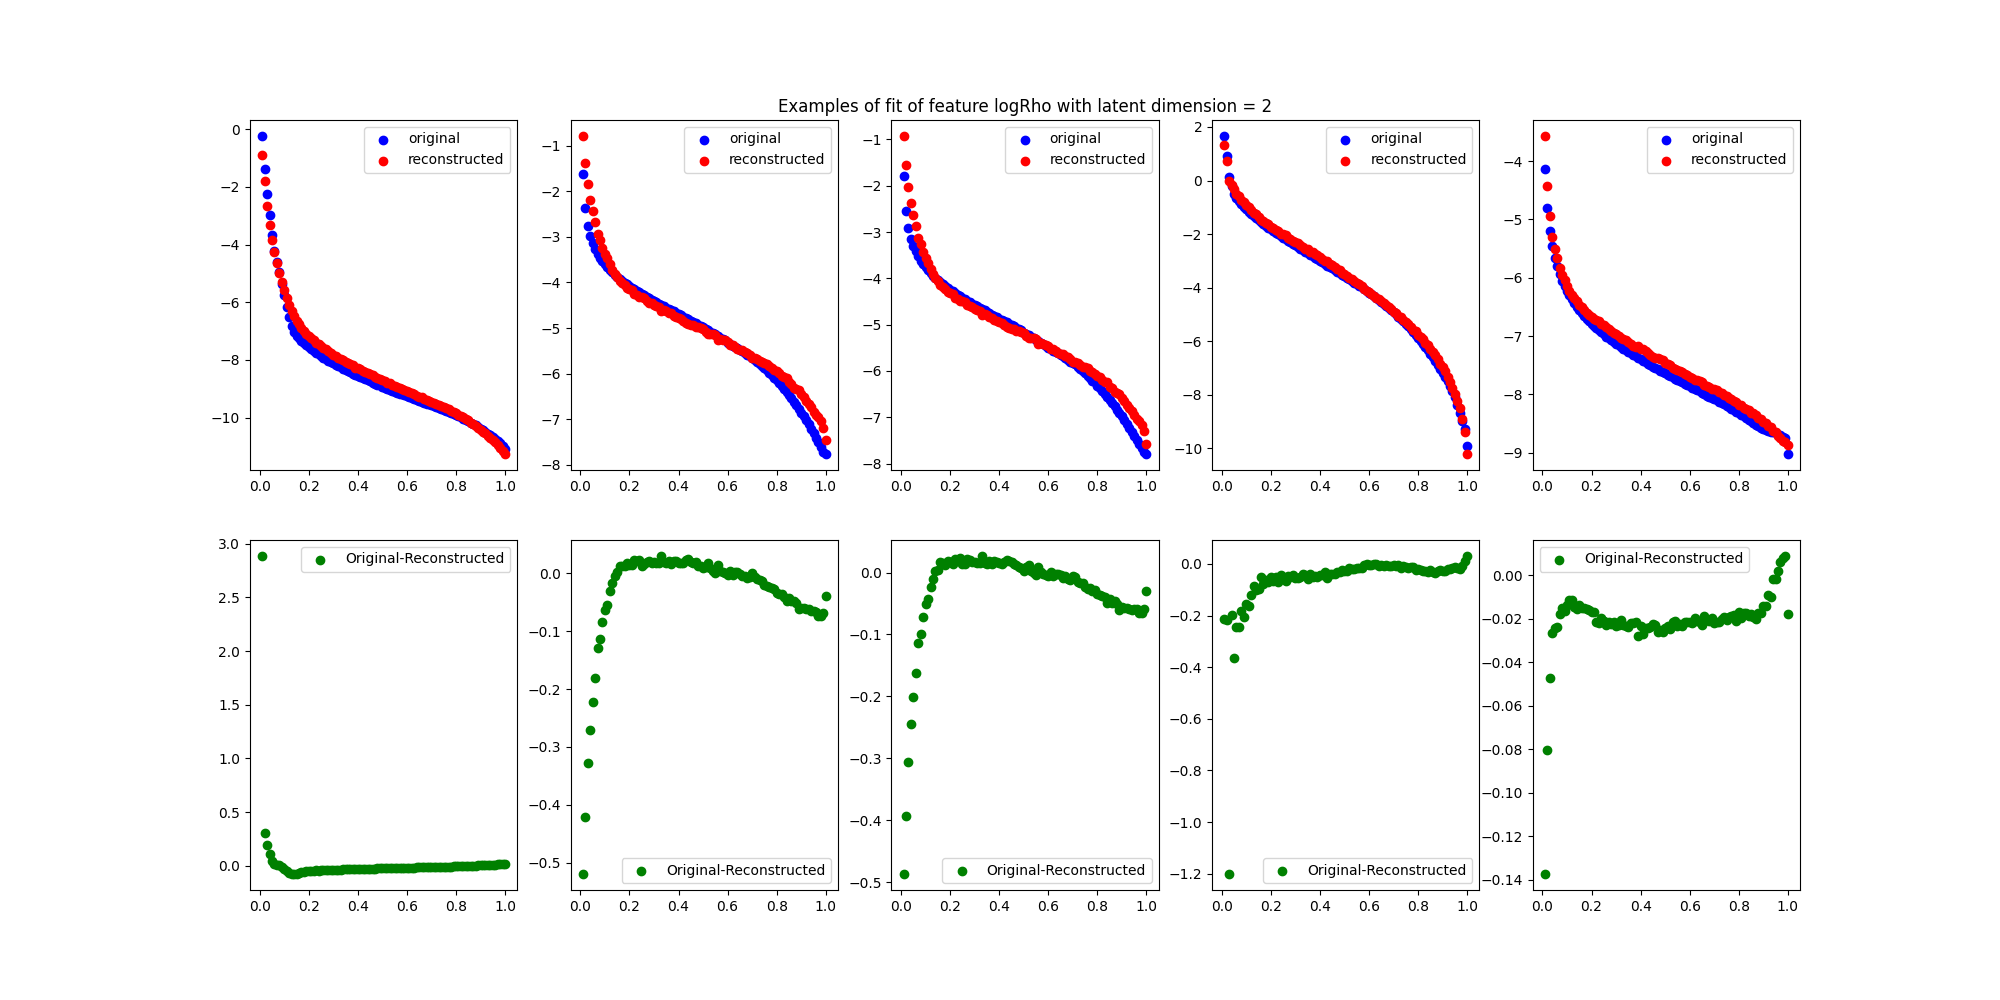 Examples of fit of feature logRho with latent dimension = 2
0
−2
−4
−6
−8
−10
0.0 0.2 0.4 0.6 0.8 1.0
original
reconstructed
−1
−2
−3
−4
−5
−6
−7
−8
0.0 0.2 0.4 0.6 0.8 1.0
original
reconstructed
−1
−2
−3
−4
−5
−6
−7
−8
0.0 0.2 0.4 0.6 0.8 1.0
original
reconstructed
2
0
−2
−4
−6
−8
−10
0.0 0.2 0.4 0.6 0.8 1.0
original
reconstructed
−4
−5
−6
−7
−8
−9
0.0 0.2 0.4 0.6 0.8 1.0
original
reconstructed
3.0
2.5
2.0
1.5
1.0
0.5
0.0
0.0 0.2 0.4 0.6 0.8 1.0
Original-Reconstructed
0.0
−0.1
−0.2
−0.3
−0.4
−0.5
0.0 0.2 0.4 0.6 0.8 1.0
Original-Reconstructed
0.0
−0.1
−0.2
−0.3
−0.4
−0.5
0.0 0.2 0.4 0.6 0.8 1.0
Original-Reconstructed
0.0
−0.2
−0.4
−0.6
−0.8
−1.0
−1.2
0.0 0.2 0.4 0.6 0.8 1.0
Original-Reconstructed
0.00
−0.02
−0.04
−0.06
−0.08
−0.10
−0.12
−0.14
0.0 0.2 0.4 0.6 0.8 1.0
Original-Reconstructed